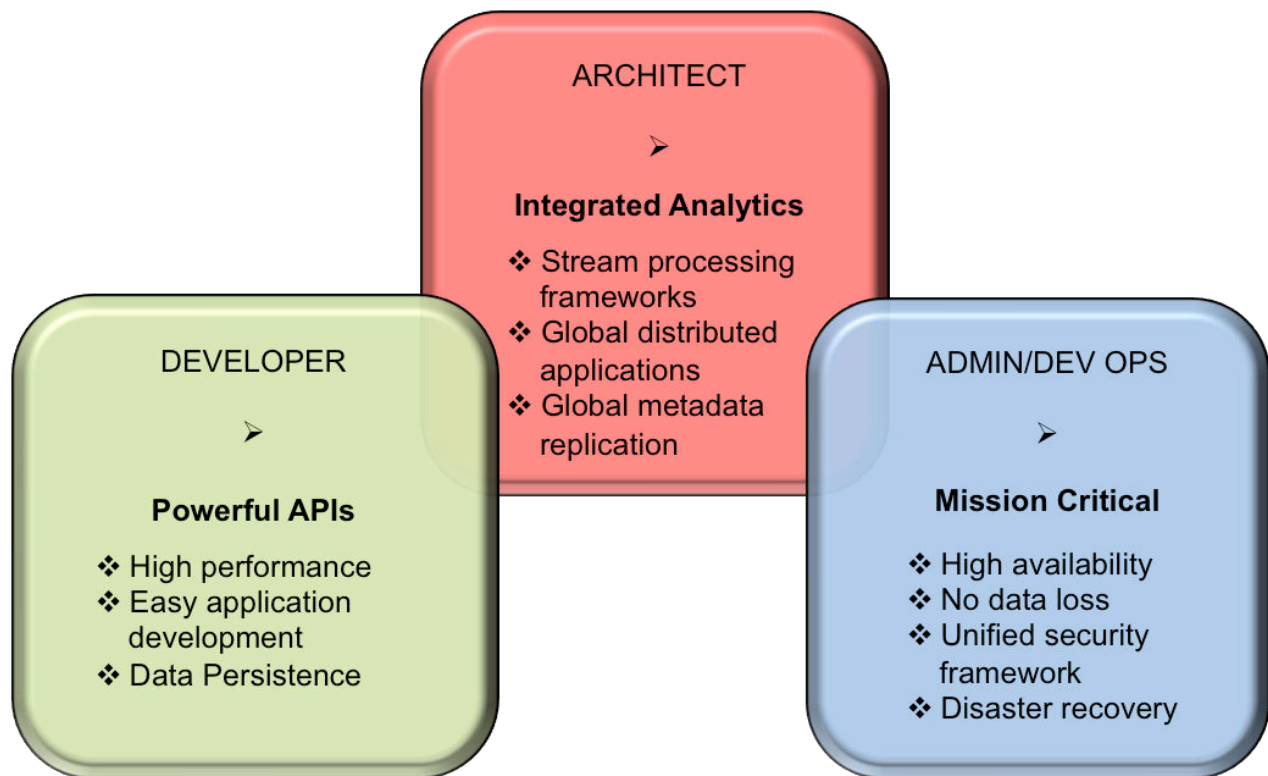 ARCHITECT
➢
Integrated Analytics
❖ Stream processing
frameworks
❖ Global distributed
applications
❖ Global metadata
replication
DEVELOPER
➢
Powerful APIs
❖ High performance
❖ Easy application
development
❖ Data Persistence
ADMIN/DEV OPS
➢
Mission Critical
❖ High availability
❖ No data loss
❖ Unified security
framework
❖ Disaster recovery